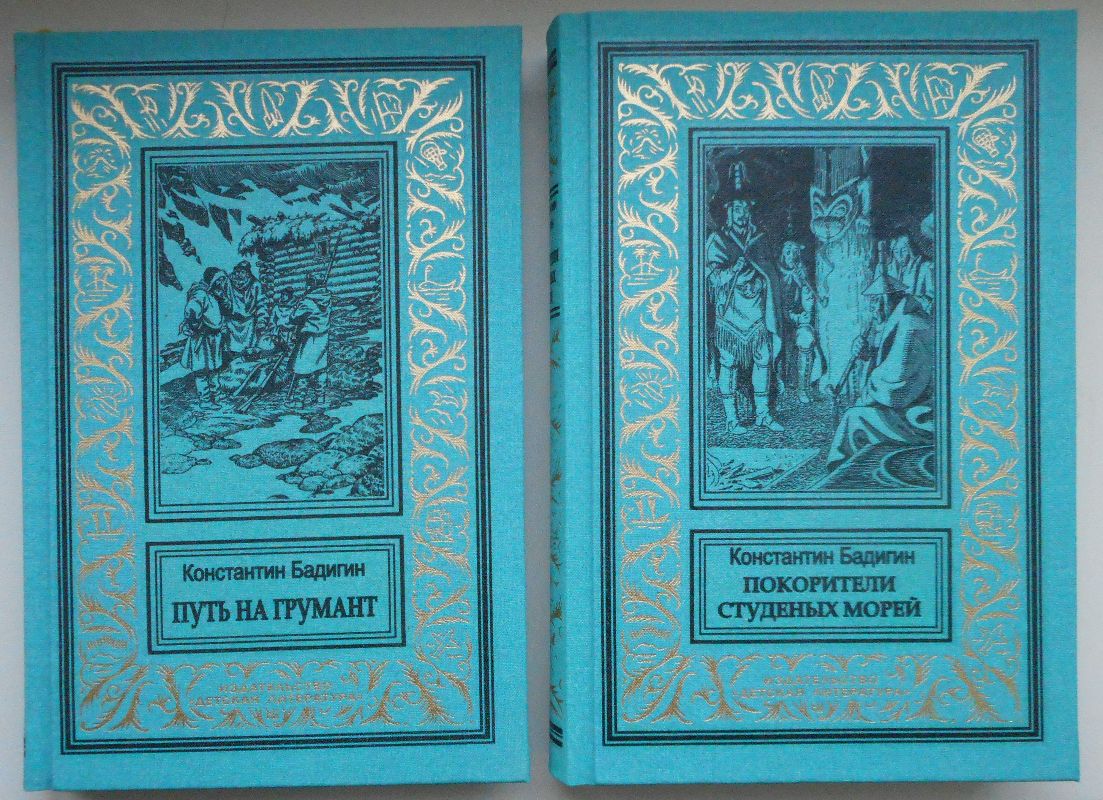 Константин Бадигин
ПУТЬ НА ГРУМАНТ
ИЗДАТЕЛЬСТВО
«ДЕТСКАЯ ЛИТЕРАТУРА»
Константин Бадигин
ПОКОРИТЕЛИ
СТУДЕНЫХ МОРЕЙ
ИЗДАТЕЛЬСТВО
«ДЕТСКАЯ ЛИТЕРАТУРА»